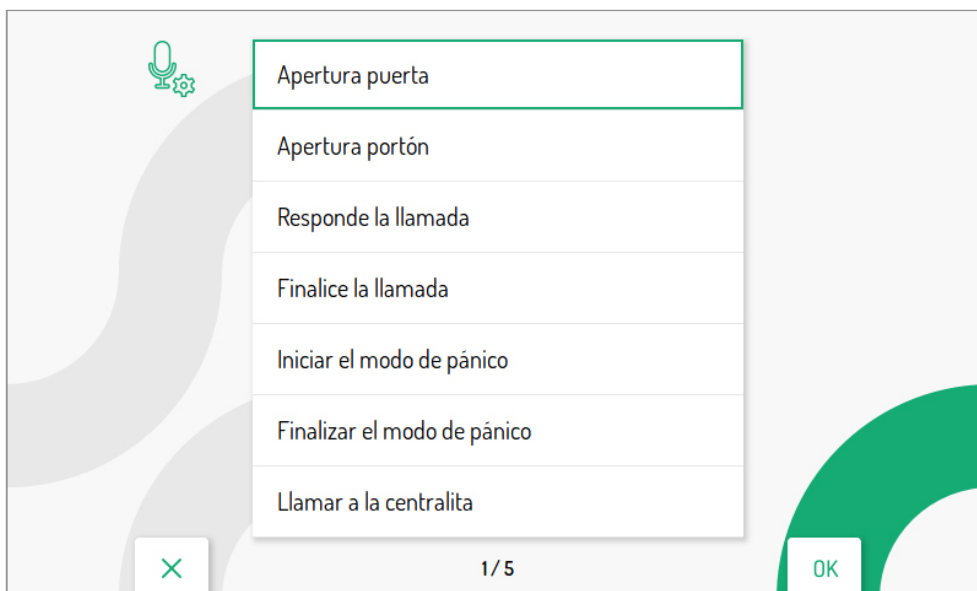 Apertura puerta
Apertura portón
Responde la llamada
Finalice la llamada
Iniciar el modo de pánico
Finalizar el modo de pánico
Llamar a la centralita
1/5
OK